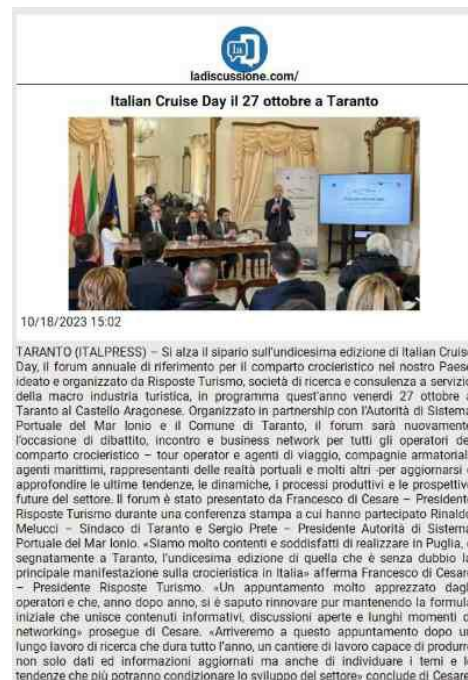 la
ladiscussione.com/
Italian Cruise Day il 27 ottobre a Taranto
10/18/2023 15:02
TARANTO (ITALPRESS) – Si alza il sipario sull'undicesima edizione di Italian Cruise
Day, il forum annuale di riferimento per il comparto crocieristico nel nostro Paese
ideato e organizzato da Risposte Turismo, società di ricerca e consulenza a servizio
della macro industria turistica, in programma quest'anno venerdì 27 ottobre a
Taranto al Castello Aragonese. Organizzato in partnership con l'Autorità di Sistema
Portuale del Mar Ionio e il Comune di Taranto, il forum sarà nuovamente
l'occasione di dibattito, incontro e business network per tutti gli operatori del
comparto crocieristico – tour operator e agenti di viaggio, compagnie armatoriali,
agenti marittimi, rappresentanti delle realtà portuali e molti altri -per aggiornarsi e
approfondire le ultime tendenze, le dinamiche, i processi produttivi e le prospettive
future del settore. Il forum è stato presentato da Francesco di Cesare – Presidente
Risposte Turismo durante una conferenza stampa a cui hanno partecipato Rinaldo
Melucci – Sindaco di Taranto e Sergio Prete – Presidente Autorità di Sistema
Portuale del Mar Ionio. «Siamo molto contenti e soddisfatti di realizzare in Puglia, e
segnatamente a Taranto, l'undicesima edizione di quella che è senza dubbio la
principale manifestazione sulla crocieristica in Italia» afferma Francesco di Cesare
– Presidente Risposte Turismo. «Un appuntamento molto apprezzato dagli
operatori e che, anno dopo anno, si è saputo rinnovare pur mantenendo la formula
iniziale che unisce contenuti informativi, discussioni aperte e lunghi momenti di
networking» prosegue di Cesare. «Arriveremo a questo appuntamento dopo un
lungo lavoro di ricerca che dura tutto l'anno, un cantiere capace di produrre
non solo dati ed informazioni aggiornati ma anche di individuare i temi e le
tendenze che più potranno condizionare lo sviluppo del settore» conclude di Cesare.